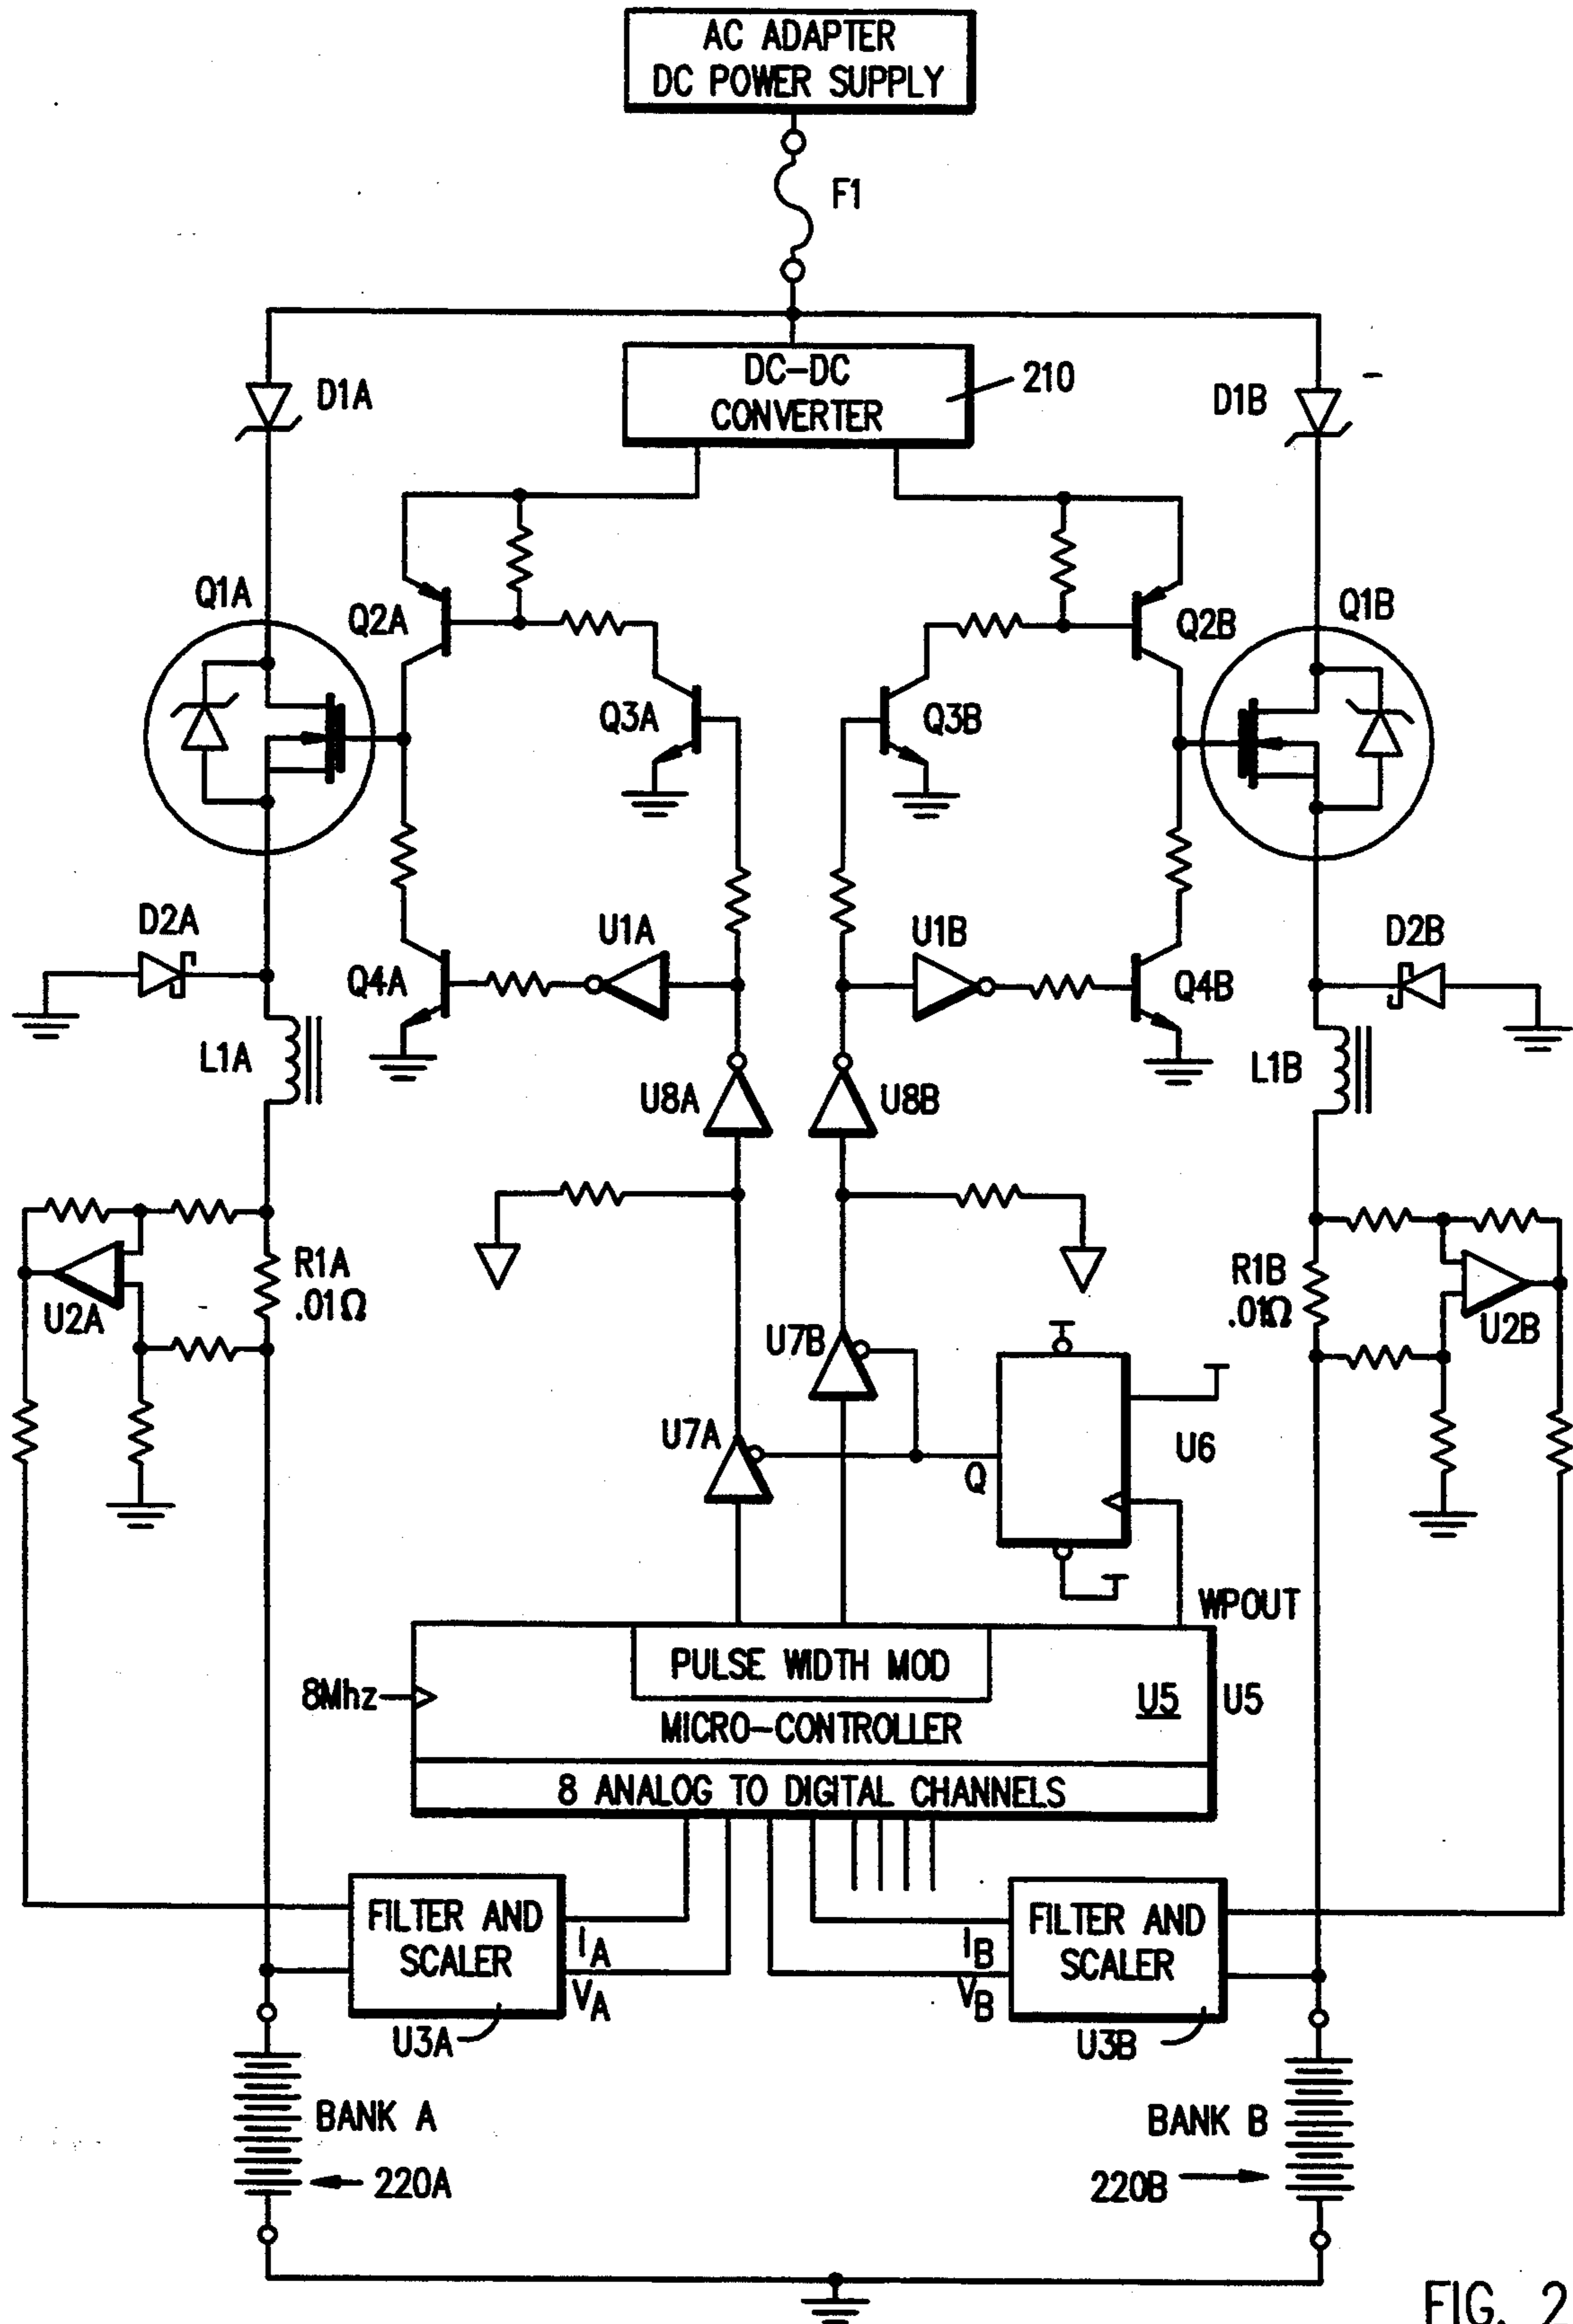 AC ADAPTER
DC POWER SUPPLY
F1
DC-DC
CONVERTER
210
D1A
D1B
Q1A
Q2A
Q2B
Q1B
Q3A
Q3B
D2A
U1A
U1B
D2B
Q4A
Q4B
L1A
L1B
U8A
U8B
R1A
.01Ω
U2A
R1B
.01Ω
U2B
U7B
U7A
Q
U6
WPOUT
PULSE WIDTH MOD
8Mhz
U5
U5
MICRO-CONTROLLER
8 ANALOG TO DIGITAL CHANNELS
FILTER AND
SCALER
IA
VA
IB
VB
FILTER AND
SCALER
U3A
U3B
BANK A
BANK B
220A
220B
FIG. 2